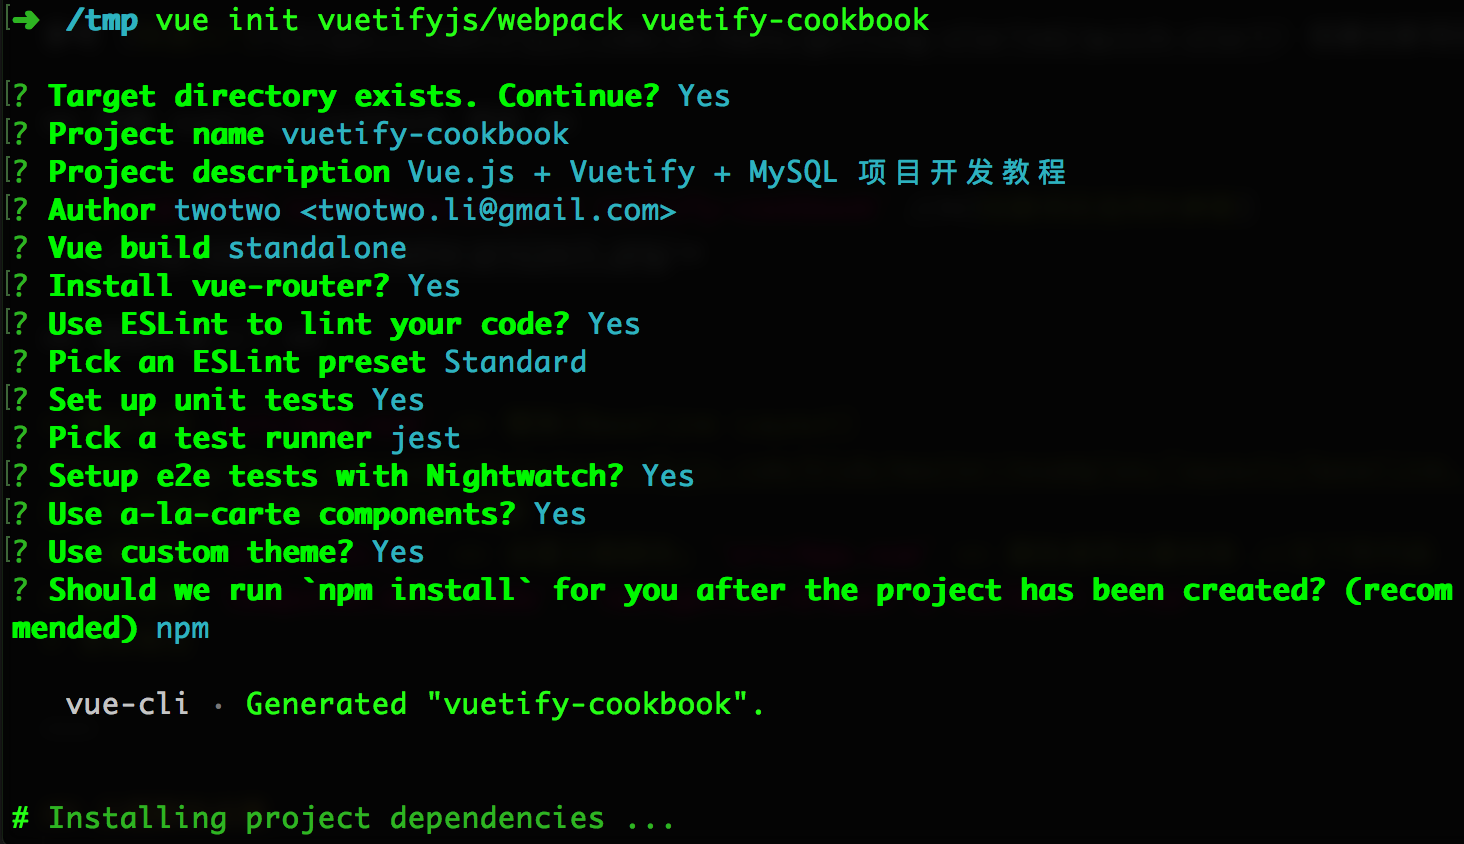 ➜ /tmp vue init vuetifyjs/webpack vuetify-cookbook
? Target directory exists. Continue? Yes
? Project name vuetify-cookbook
? Project description Vue.js + Vuetify + MySQL 项目开发教程
? Author twotwo <twotwo.li@gmail.com>
? Vue build standalone
? Install vue-router? Yes
? Use ESLint to lint your code? Yes
? Pick an ESLint preset Standard
? Set up unit tests Yes
? Pick a test runner jest
? Setup e2e tests with Nightwatch? Yes
? Use a-la-carte components? Yes
? Use custom theme? Yes
? Should we run `npm install` for you after the project has been created? (recom
mended) npm
vue-cli · Generated "vuetify-cookbook".
# Installing project dependencies ...